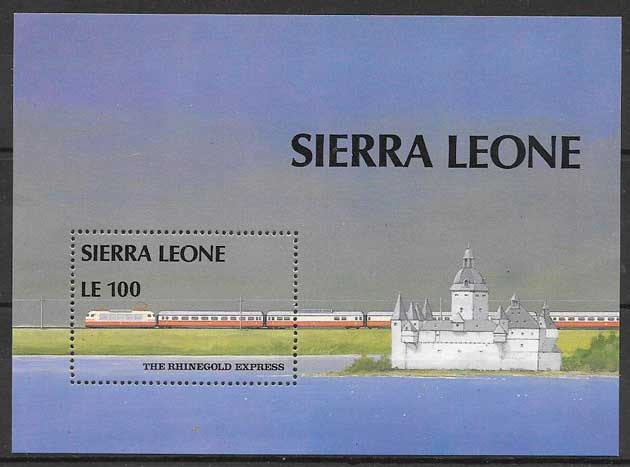 SIERRA LEONE
SIERRA LEONE
LE 100
THE RHINEGOLD EXPRESS